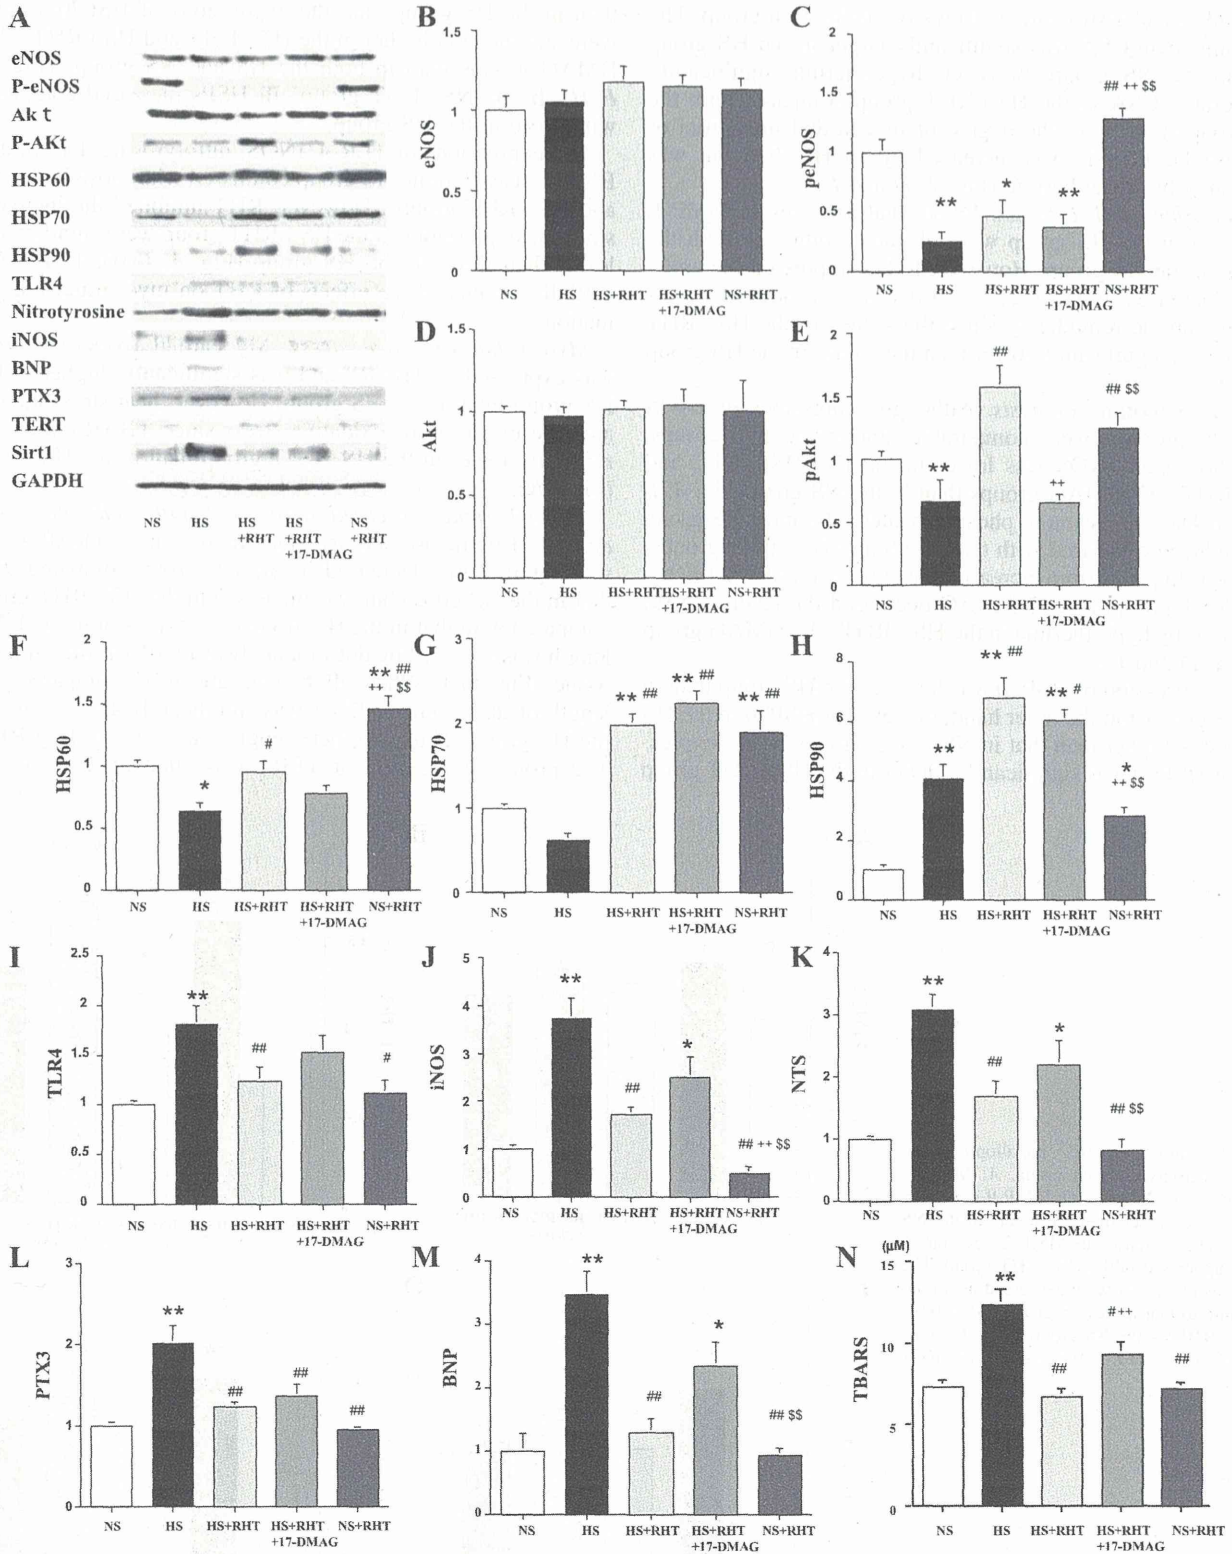 A
eNOS
P-eNOS
Ak t
P-AKt
HSP60
HSP70
HSP90
TLR4
Nitrotyrosine
iNOS
BNP
PTX3
TERT
Sirt1
GAPDH
NS HS HS HS NS
+RHT +RHT +RHT
+17-DMAG
B
1.5
1
0.5
0
eNOS
NS HS HS+RHT HS+RHT NS+RHT
+17-DMAG
C
2
1.5
1
0.5
0
peNOS
** * ** ## ++ $$
NS HS HS+RHT HS+RHT NS+RHT
+17-DMAG
D
1.5
1
0.5
0
Akt
NS HS HS+RHT HS+RHT NS+RHT
+17-DMAG
E
2
1.5
1
0.5
0
pAkt
** ## ++ ## $$
NS HS HS+RHT HS+RHT NS+RHT
+17-DMAG
F
2
1.5
1
0.5
0
HSP60
* # ** ##
++ $$
NS HS HS+RHT HS+RHT NS+RHT
+17-DMAG
G
3
2
1
0
HSP70
** ## ** ## ** ##
NS HS HS+RHT HS+RHT NS+RHT
+17-DMAG
H
8
6
4
2
0
HSP90
** ** ## ** # *
++ $$
NS HS HS+RHT HS+RHT NS+RHT
+17-DMAG
I
2.5
2
1.5
1
0.5
0
TLR4
** ## #
NS HS HS+RHT HS+RHT NS+RHT
+17-DMAG
J
5
4
3
2
1
0
iNOS
** ## * ## ++ $$
NS HS HS+RHT HS+RHT NS+RHT
+17-DMAG
K
4
3
2
1
0
NTS
** ## * ## $$
NS HS HS+RHT HS+RHT NS+RHT
+17-DMAG
L
3
2
1
0
PTX3
** ## ## ##
NS HS HS+RHT HS+RHT NS+RHT
+17-DMAG
M
4
3
2
1
0
BNP
** ## * ## $$
NS HS HS+RHT HS+RHT NS+RHT
+17-DMAG
N
(μM)
15
10
5
0
TBARS
** ## # ++ ##
NS HS HS+RHT HS+RHT NS+RHT
+17-DMAG